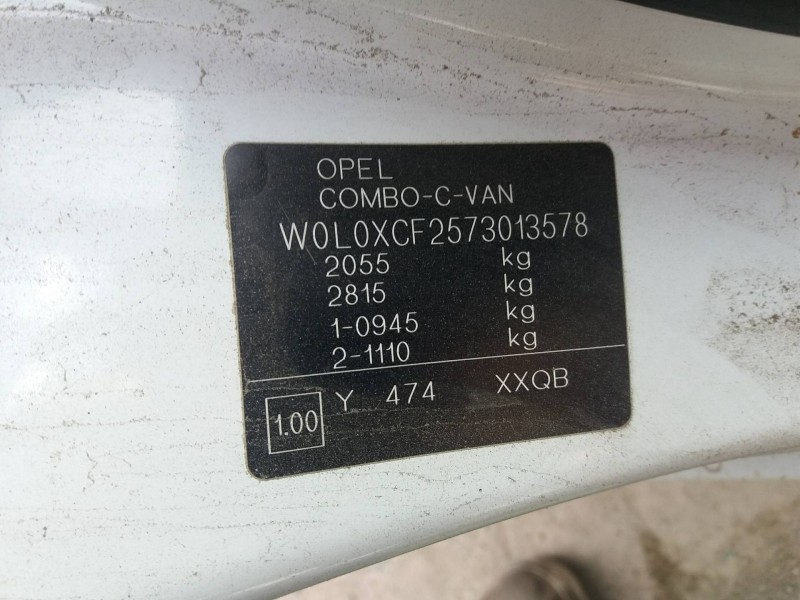 OPEL
COMBO-C-VAN
W0L0XCF2573013578
2055 kg
2815 kg
1-0945 kg
2-1110 kg
1.00 Y 474 XXQB